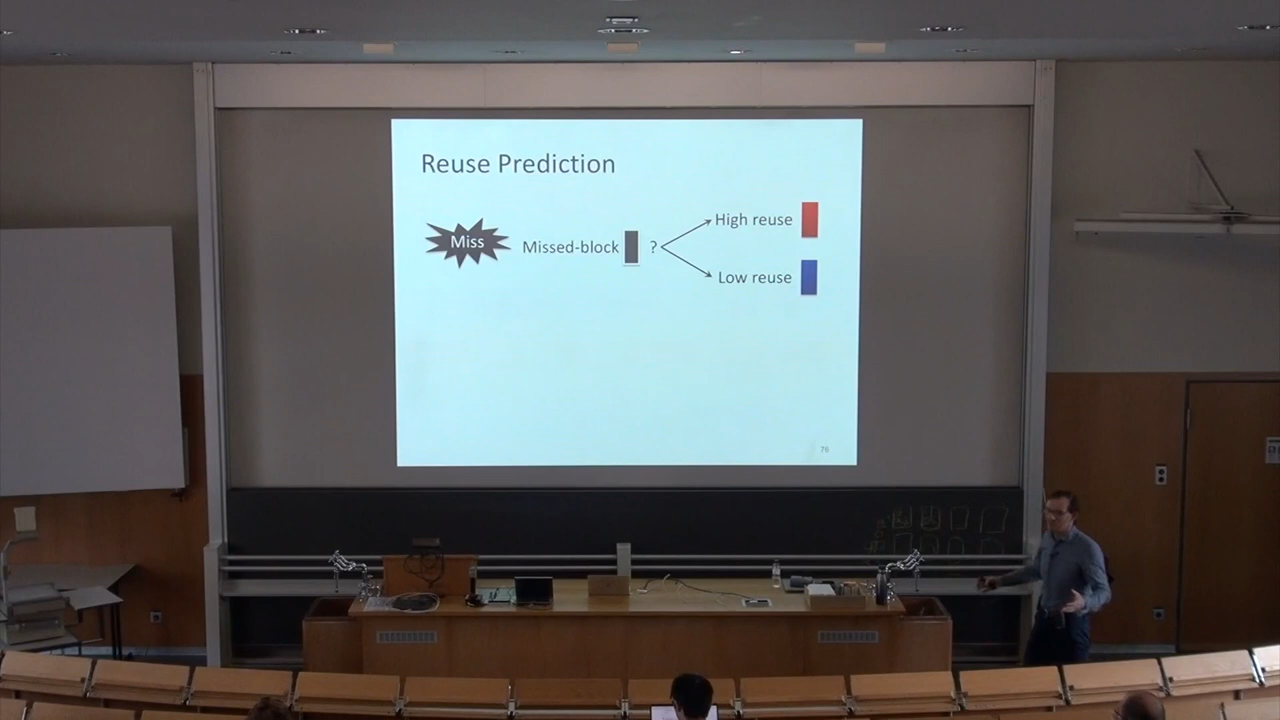 Reuse Prediction
Miss
Missed-block
?
High reuse
Low reuse
76